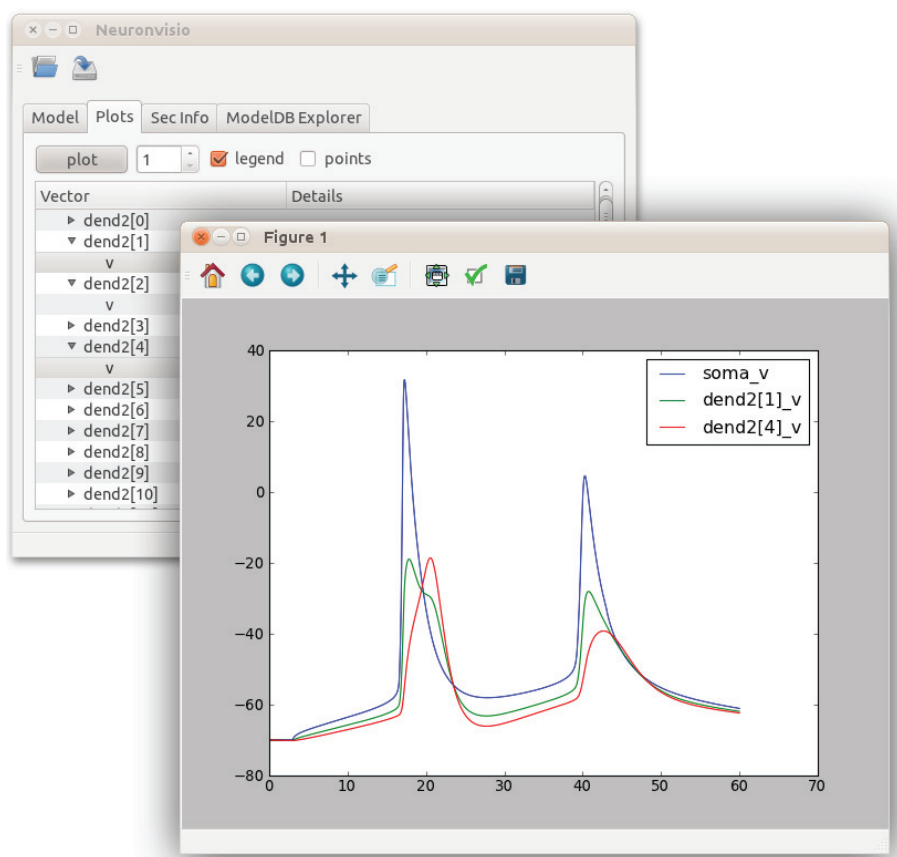 Neuronvisio
Model Plots Sec Info ModelDB Explorer
plot 1 legend points
Vector Details
dend2[0]
dend2[1]
v
dend2[2]
v
dend2[3]
dend2[4]
v
dend2[5]
dend2[6]
dend2[7]
dend2[8]
dend2[9]
dend2[10]
Figure 1
soma_v
dend2[1]_v
dend2[4]_v
40
20
0
−20
−40
−60
−80
0 10 20 30 40 50 60 70